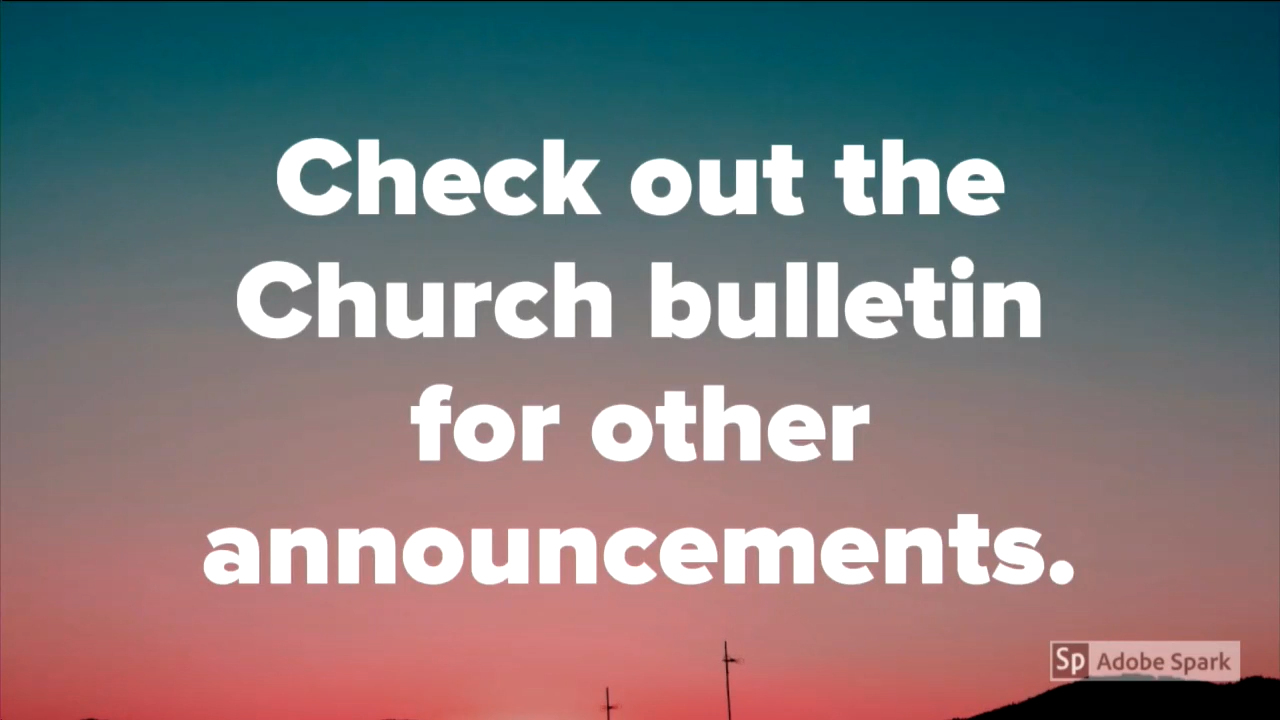 Check out the
Church bulletin
for other
announcements.
Sp Adobe Spark